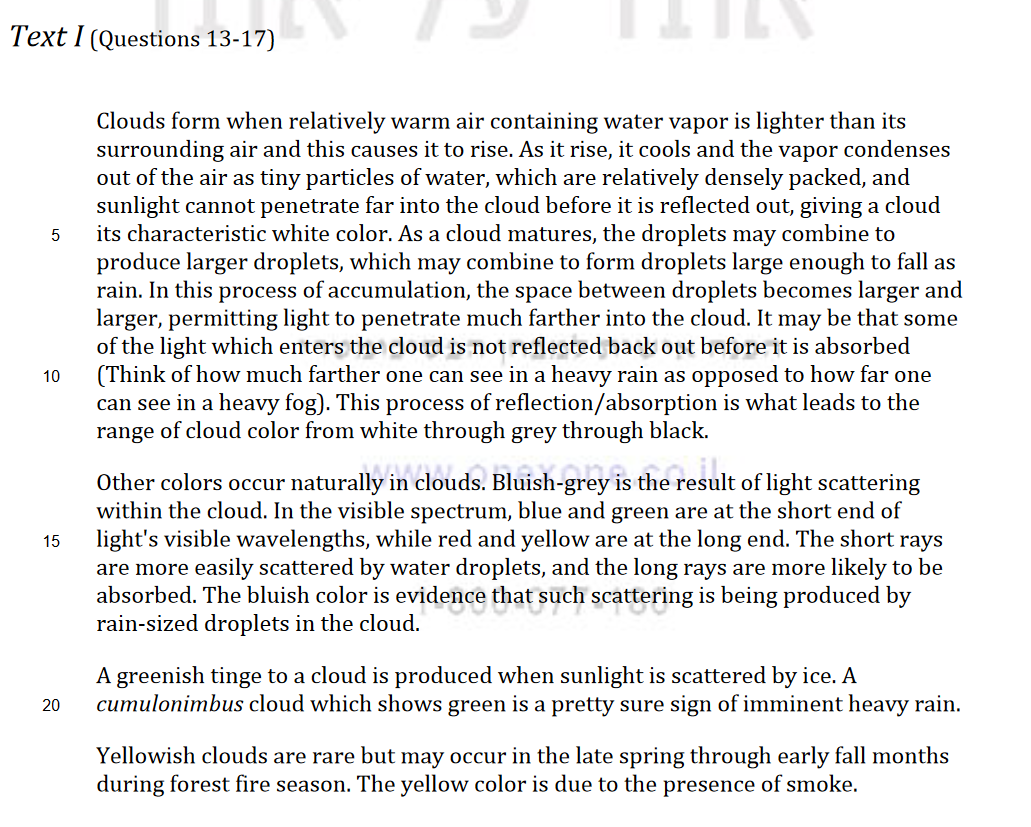 אחד על אחד
Text I (Questions 13-17)
Clouds form when relatively warm air containing water vapor is lighter than its
surrounding air and this causes it to rise. As it rise, it cools and the vapor condenses
out of the air as tiny particles of water, which are relatively densely packed, and
sunlight cannot penetrate far into the cloud before it is reflected out, giving a cloud
5 its characteristic white color. As a cloud matures, the droplets may combine to
produce larger droplets, which may combine to form droplets large enough to fall as
rain. In this process of accumulation, the space between droplets becomes larger and
larger, permitting light to penetrate much farther into the cloud. It may be that some
of the light which enters the cloud is not reflected back out before it is absorbed
10 (Think of how much farther one can see in a heavy rain as opposed to how far one
can see in a heavy fog). This process of reflection/absorption is what leads to the
range of cloud color from white through grey through black.
www.onexone.co.il
Other colors occur naturally in clouds. Bluish-grey is the result of light scattering
within the cloud. In the visible spectrum, blue and green are at the short end of
15 light's visible wavelengths, while red and yellow are at the long end. The short rays
are more easily scattered by water droplets, and the long rays are more likely to be
absorbed. The bluish color is evidence that such scattering is being produced by
rain-sized droplets in the cloud.
A greenish tinge to a cloud is produced when sunlight is scattered by ice. A
20 cumulonimbus cloud which shows green is a pretty sure sign of imminent heavy rain.
Yellowish clouds are rare but may occur in the late spring through early fall months
during forest fire season. The yellow color is due to the presence of smoke.